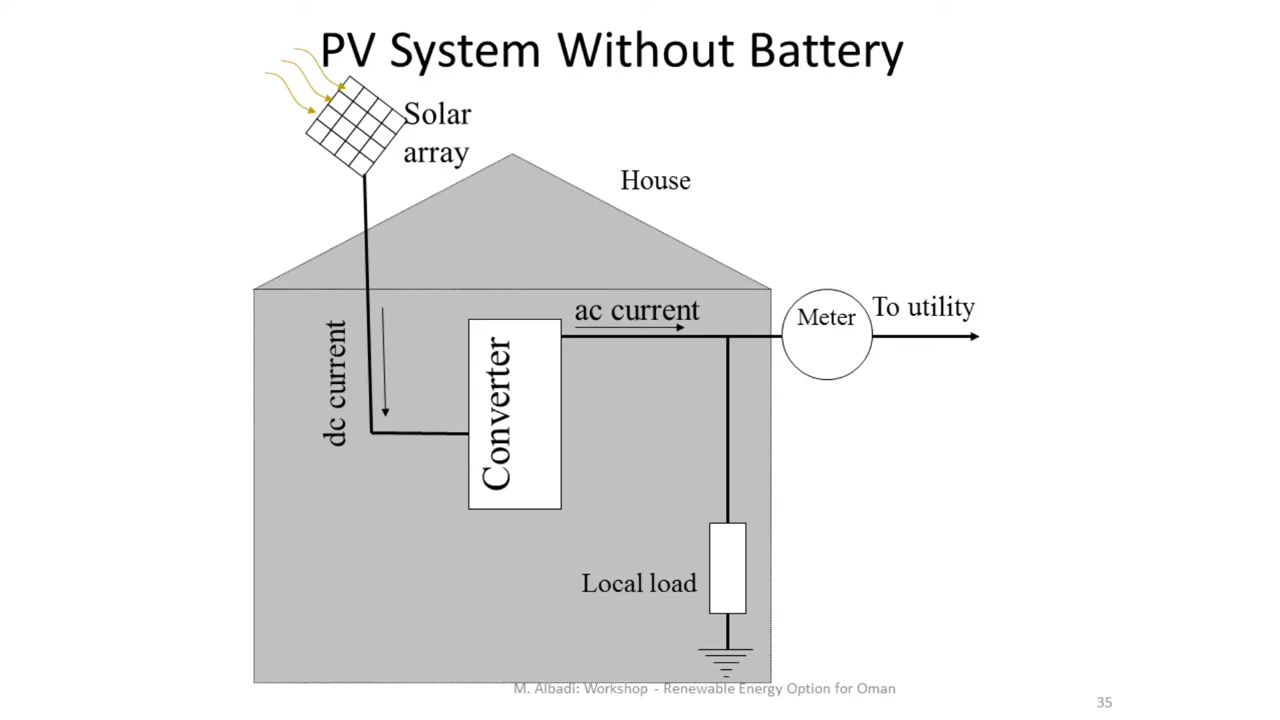 PV System Without Battery
Solar
array
House
ac current
Meter
To utility
dc current
Converter
Local load
M. Albadi: Workshop - Renewable Energy Option for Oman
35